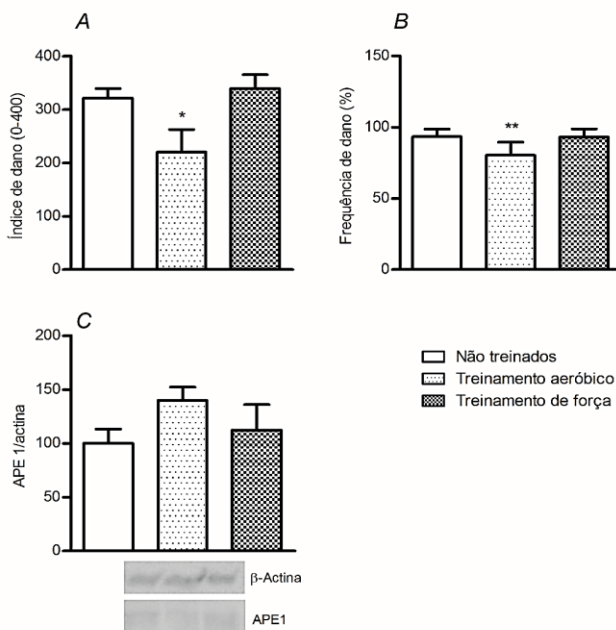 A
Índice de dano (0-400)
400
300
200
100
0
*
B
Frequência de dano (%)
150
100
50
0
**
C
APE 1/actina
200
150
100
50
0
β-Actina
APE1
Não treinados
Treinamento aeróbico
Treinamento de força